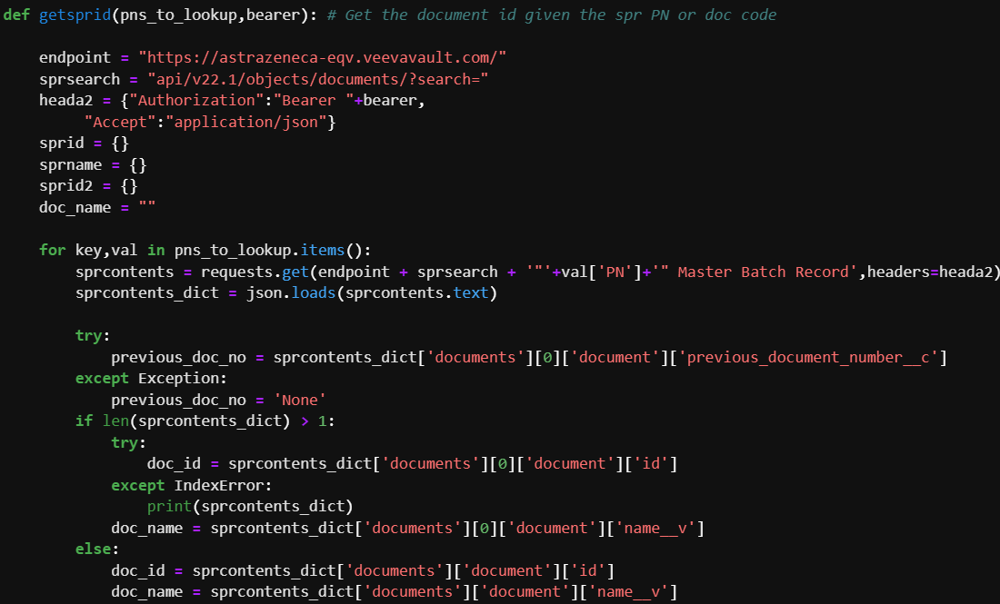 def getsprid(pns_to_lookup,bearer): # Get the document id given the spr PN or doc code
endpoint = "https://astrazeneca-eqv.veevavault.com/"
sprsearch = "api/v22.1/objects/documents/?search="
heada2 = {"Authorization":"Bearer "+bearer,
"Accept":"application/json"}
sprid = {}
sprname = {}
sprid2 = {}
doc_name = ""
for key,val in pns_to_lookup.items():
sprcontents = requests.get(endpoint + sprsearch + '"'+val['PN']+'" Master Batch Record',headers=heada2)
sprcontents_dict = json.loads(sprcontents.text)
try:
previous_doc_no = sprcontents_dict['documents'][0]['document']['previous_document_number__c']
except Exception:
previous_doc_no = 'None'
if len(sprcontents_dict) > 1:
try:
doc_id = sprcontents_dict['documents'][0]['document']['id']
except IndexError:
print(sprcontents_dict)
doc_name = sprcontents_dict['documents'][0]['document']['name__v']
else:
doc_id = sprcontents_dict['documents']['document']['id']
doc_name = sprcontents_dict['documents']['document']['name__v']